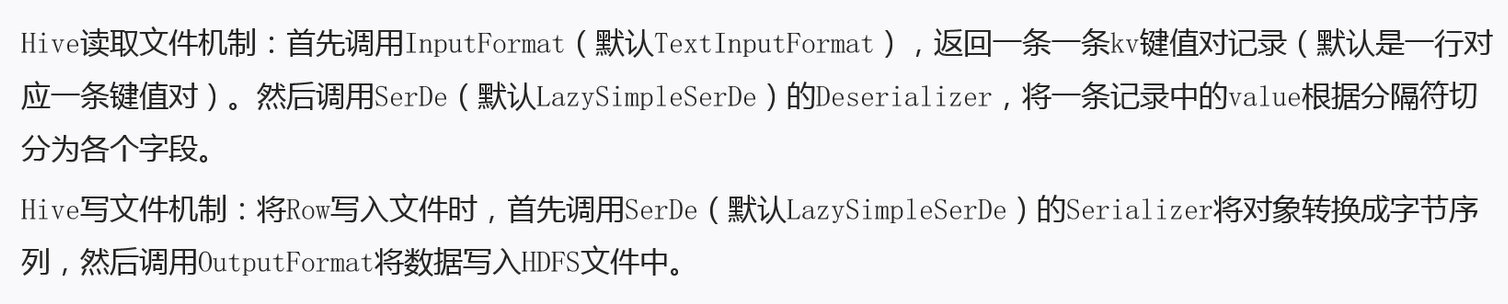 Hive读取文件机制：首先调用InputFormat（默认TextInputFormat），返回一条一条kv键值对记录（默认是一行对
应一条键值对）。然后调用SerDe（默认LazySimpleSerDe）的Deserializer，将一条记录中的value根据分隔符切
分为各个字段。
Hive写文件机制：将Row写入文件时，首先调用SerDe（默认LazySimpleSerDe）的Serializer将对象转换成字节序
列，然后调用OutputFormat将数据写入HDFS文件中。